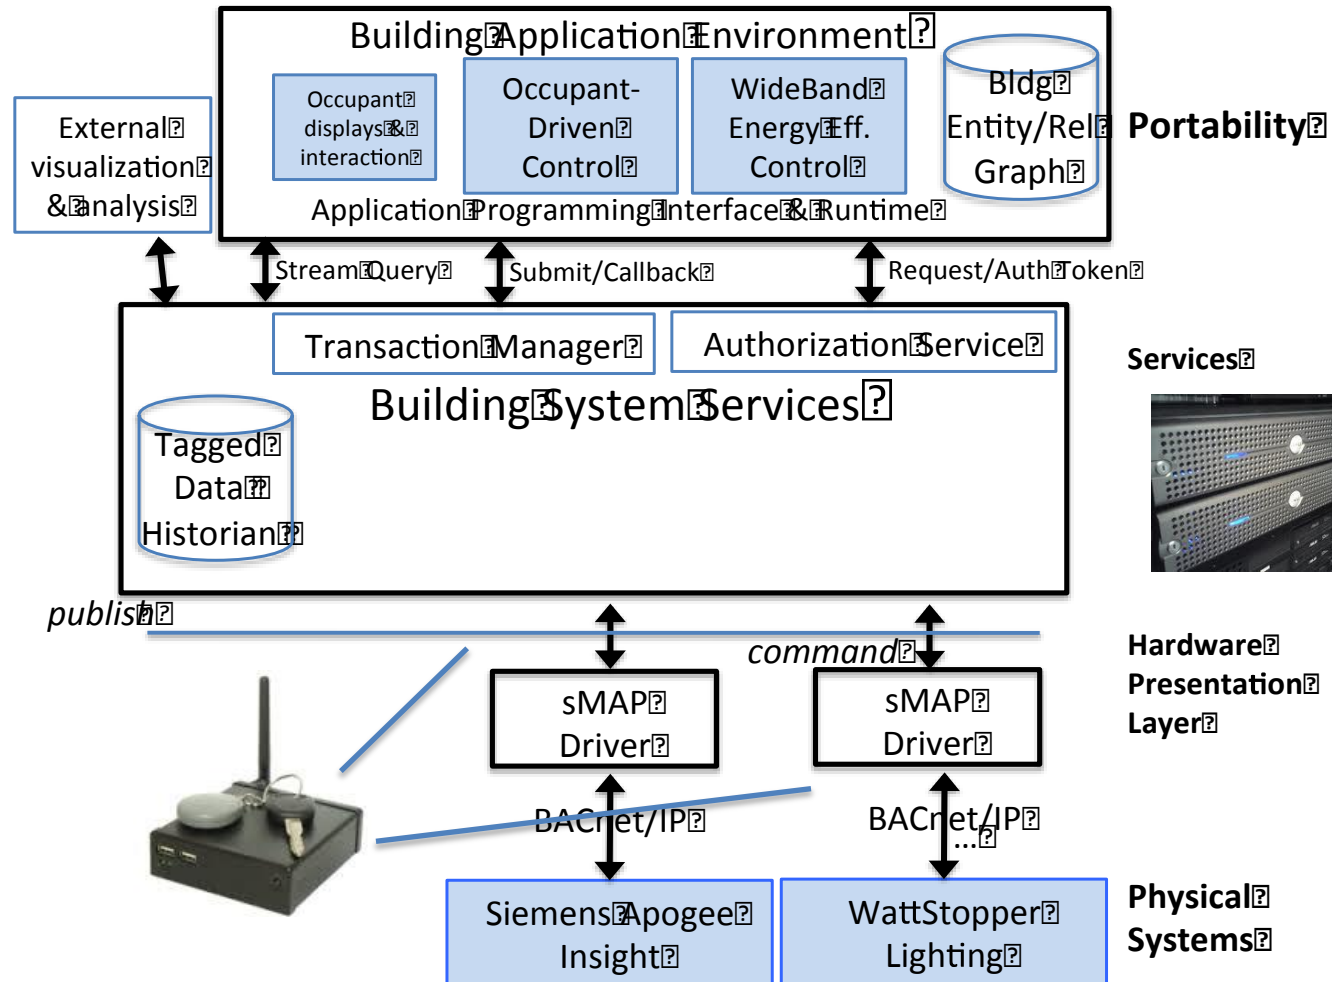 Building Application Environment
Occupant
displays &
interaction
Occupant-
Driven
Control
WideBand
Energy Eff.
Control
Bldg
Entity/Rel
Graph
Application Programming Interface & Runtime
External
visualization
& analysis
Portability
Stream Query
Submit/Callback
Request/Auth Token
Transaction Manager
Authorization Service
Building System Services
Tagged
Data
Historian
Services
publish
command
Hardware
Presentation
Layer
sMAP
Driver
sMAP
Driver
BACnet/IP
BACnet/IP
...
Siemens Apogee
Insight
WattStopper
Lighting
Physical
Systems